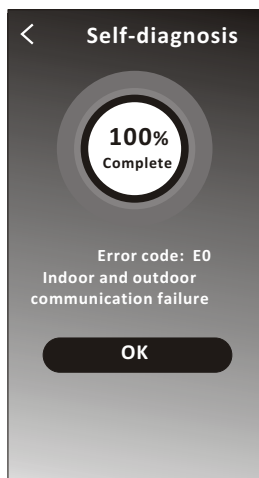 Self-diagnosis
100%
Complete
Error code: E0
Indoor and outdoor
communication failure
OK